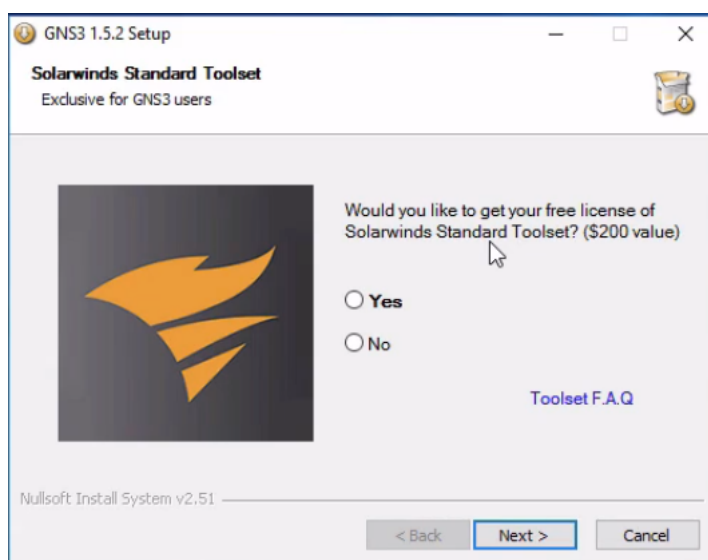 GNS3 1.5.2 Setup
Solarwinds Standard Toolset
Exclusive for GNS3 users
Would you like to get your free license of
Solarwinds Standard Toolset? ($200 value)
Yes
No
Toolset F.A.Q
Nullsoft Install System v2.51
< Back
Next >
Cancel